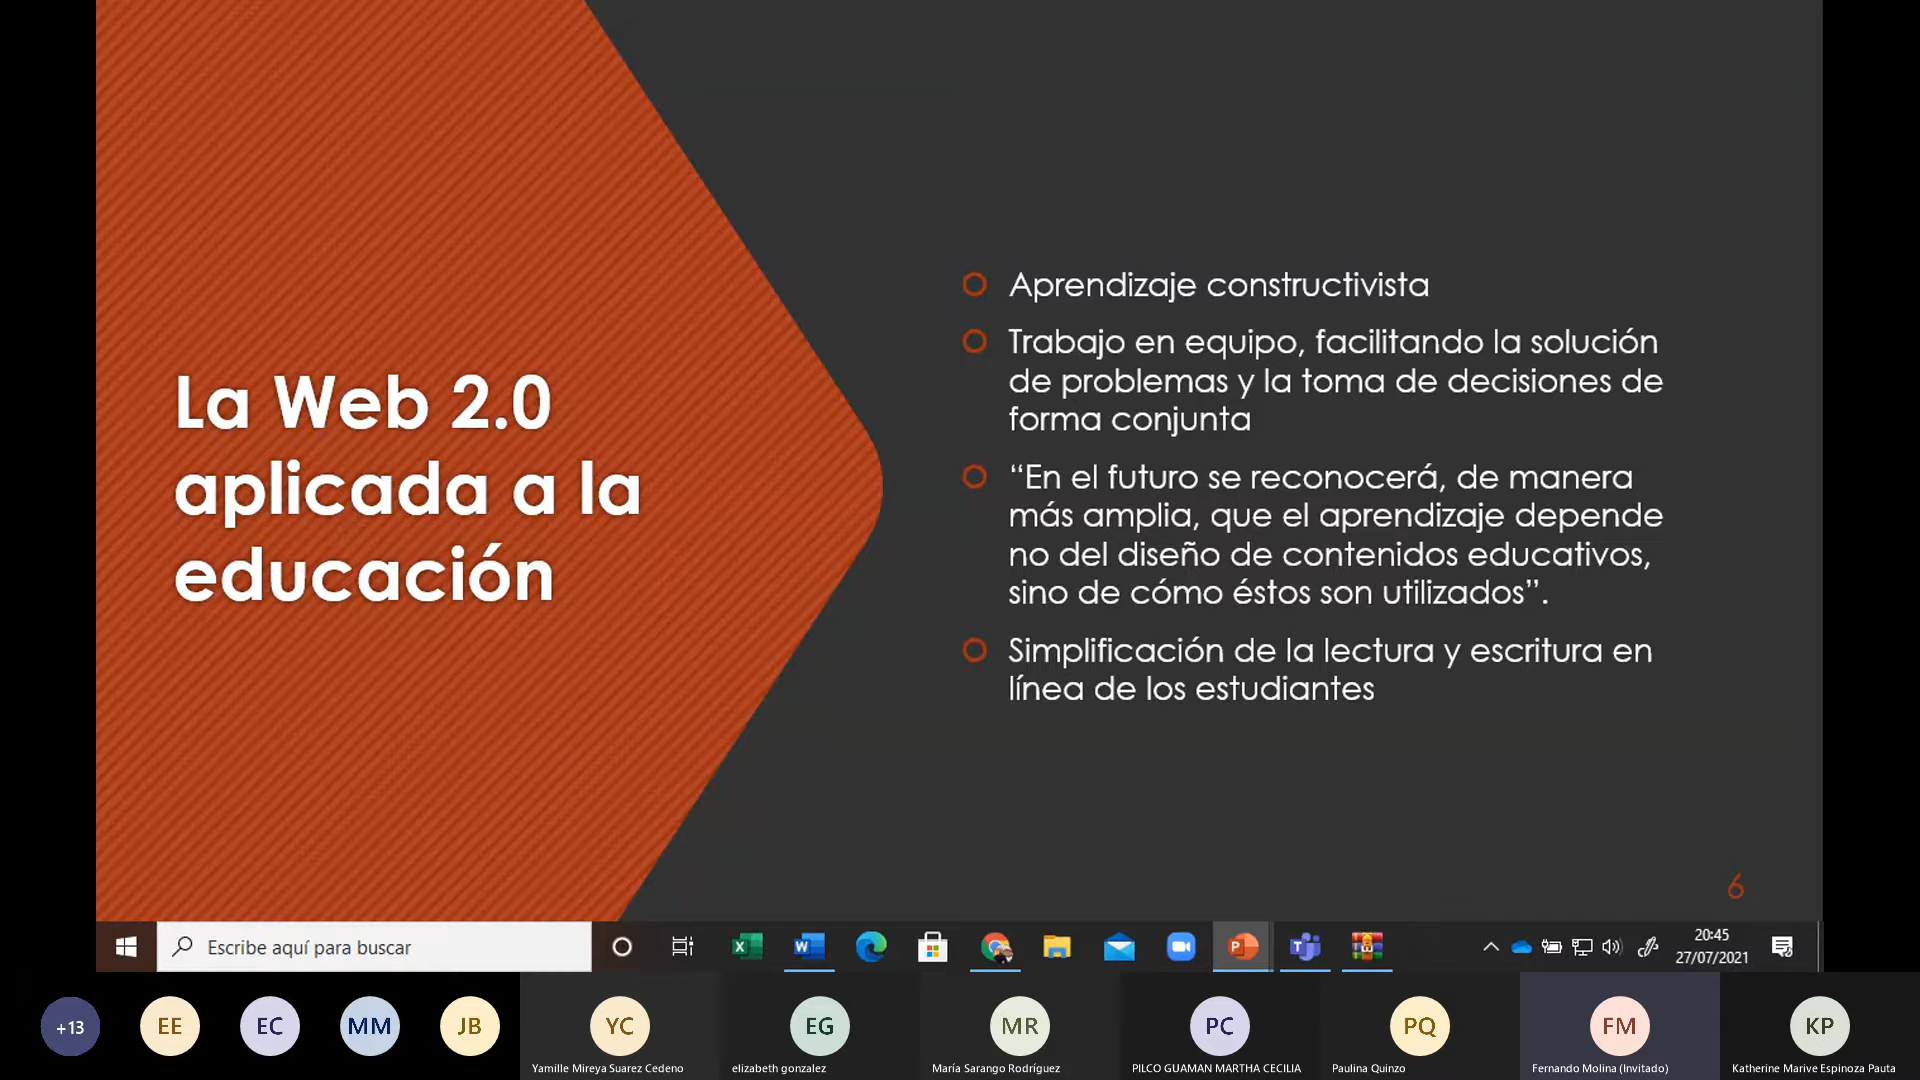 La Web 2.0
aplicada a la
educación
Aprendizaje constructivista
Trabajo en equipo, facilitando la solución
de problemas y la toma de decisiones de
forma conjunta
“En el futuro se reconocerá, de manera
más amplia, que el aprendizaje depende
no del diseño de contenidos educativos,
sino de cómo éstos son utilizados”.
Simplificación de la lectura y escritura en
línea de los estudiantes
6
Escribe aquí para buscar
20:45
27/07/2021
+13
EE
EC
MM
JB
YC
EG
MR
PC
PQ
FM
KP
Yamille Mireya Suarez Cedeno
elizabeth gonzalez
María Sarango Rodríguez
PILCO GUAMAN MARTHA CECILIA
Paulina Quinzo
Fernando Molina (Invitado)
Katherine Marive Espinoza Pauta